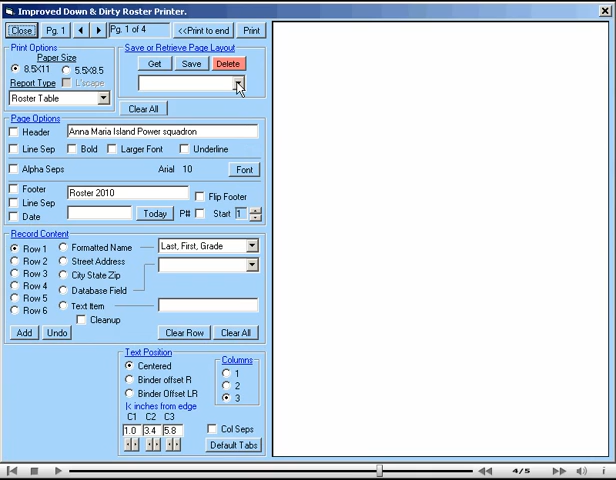 Improved Down & Dirty Roster Printer.
Close Pg. 1 Pg. 1 of 4 <<Print to end Print
Print Options
Paper Size
8.5X11 5.5X8.5
Report Type L'scape
Roster Table
Save or Retrieve Page Layout
Get Save Delete
Clear All
Page Options
Header Anna Maria Island Power squadron
Line Sep Bold Larger Font Underline
Alpha Seps Arial 10 Font
Footer Roster 2010 Flip Footer
Line Sep
Date Today P# Start 1
Record Content
Row 1 Formatted Name Last, First, Grade
Row 2 Street Address
Row 3 City State Zip
Row 4 Database Field
Row 5 Text Item
Row 6 Cleanup
Add Undo Clear Row Clear All
Text Position
Centered
Binder offset R
Binder Offset LR
Columns
1
2
3
|< inches from edge
C1 C2 C3
1.0 3.4 5.8
Col Seps
Default Tabs
4/5
i